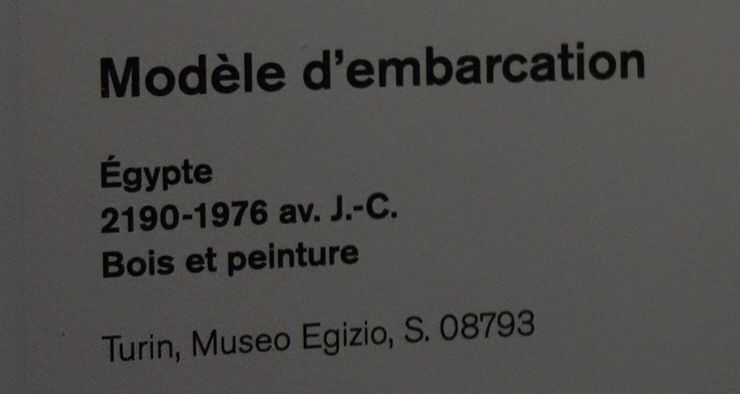 Modèle d'embarcation
Égypte
2190-1976 av. J.-C.
Bois et peinture
Turin, Museo Egizio, S. 08793